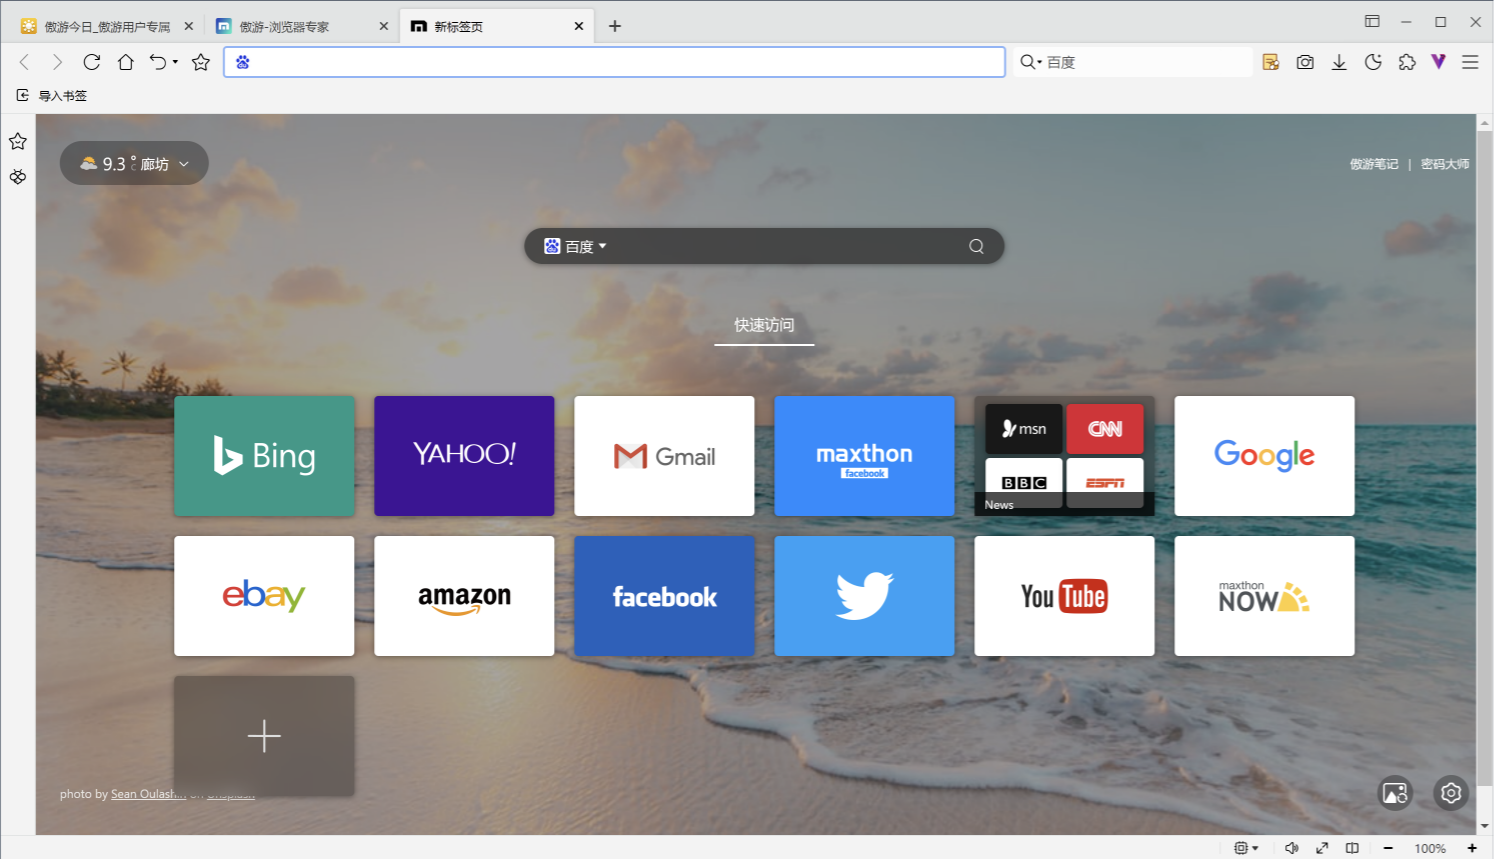 傲游今日_傲游用户专属
傲游-浏览器专家
新标签页
百度
导入书签
9.3 °c 廊坊
傲游笔记 | 密码大师
百度
快速访问
Bing
YAHOO!
Gmail
maxthon
facebook
msn
CNN
BBC
ESPN
News
Google
ebay
amazon
facebook
You Tube
maxthon
NOW
photo by Sean Oulashin on Unsplash
100%